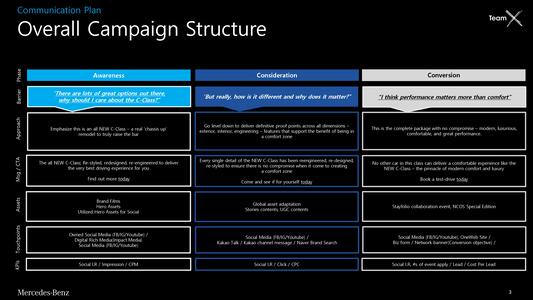 Communication Plan
Overall Campaign Structure
Team X
Phase
Awareness
Consideration
Conversion
Barrier
"There are lots of great options out there,
why should I care about the C-Class?"
"But really, how is it different and why does it matter?"
"I think performance matters more than comfort"
Approach
Emphasize this is an all NEW C-Class – a real 'chassis up'
remodel to truly raise the bar
Go level down to deliver definitive proof points across all dimensions –
exterior, interior, engineering – features that support the benefit of being in
a comfort zone
This is the complete package with no compromise – modern, luxurious,
comfortable, and great performance.
Msg / CTA
The all NEW C-Class; Re-styled, redesigned, re-engineered to deliver
the very best driving experience for you
Find out more today
Every single detail of the NEW C-Class has been reengineered, re-designed,
re-styled to ensure there is no compromise when it come to creating
a comfort zone
Come and see if for yourself today
No other car in this class can deliver a comfortable experience like the
NEW C-Class – the pinnacle of modern comfort and luxury
Book a test-drive today
Assets
Brand Films
Hero Assets
Utilized Hero Assets for Social
Global asset adaptation
Stories contents, UGC contents
Stayfolio collaboration event, NCOS Special Edition
Touchpoints
Owned Social Media (FB/IG/Youtube) /
Digital Rich Media(Impact Media)
Social Media (FB/IG/Youtube)
Social Media (FB/IG/Youtube) /
Kakao Talk / Kakao channel message / Naver Brand Search
Social Media (FB/IG/Youtube), OneWeb Site /
Biz form / Network banner(Conversion objective) /
KPIs
Social LR / Impression / CPM
Social LR / Click / CPC
Social LR, #s of event apply / Lead / Cost Per Lead
Mercedes-Benz
3